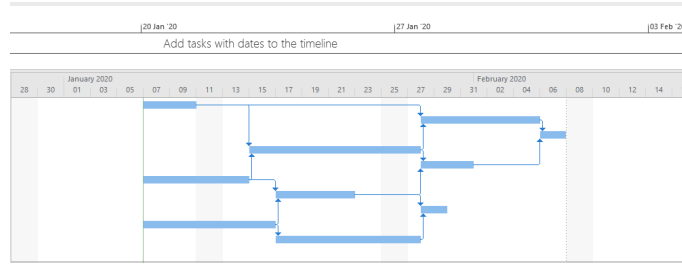 20 Jan '20 27 Jan '20 03 Feb '20
Add tasks with dates to the timeline
January 2020 February 2020
28 30 01 03 05 07 09 11 13 15 17 19 21 23 25 27 29 31 02 04 06 08 10 12 14